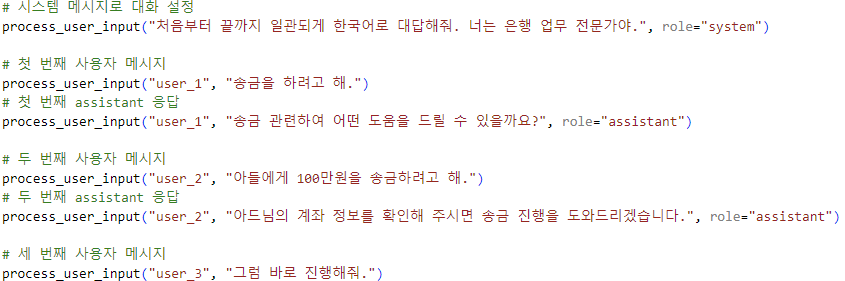 # 시스템 메시지로 대화 설정
process_user_input("처음부터 끝까지 일관되게 한국어로 대답해줘. 너는 은행 업무 전문가야.", role="system")
# 첫 번째 사용자 메시지
process_user_input("user_1", "송금을 하려고 해.")
# 첫 번째 assistant 응답
process_user_input("user_1", "송금 관련하여 어떤 도움을 드릴 수 있을까요?", role="assistant")
# 두 번째 사용자 메시지
process_user_input("user_2", "아들에게 100만원을 송금하려고 해.")
# 두 번째 assistant 응답
process_user_input("user_2", "아드님의 계좌 정보를 확인해 주시면 송금 진행을 도와드리겠습니다.", role="assistant")
# 세 번째 사용자 메시지
process_user_input("user_3", "그럼 바로 진행해줘.")